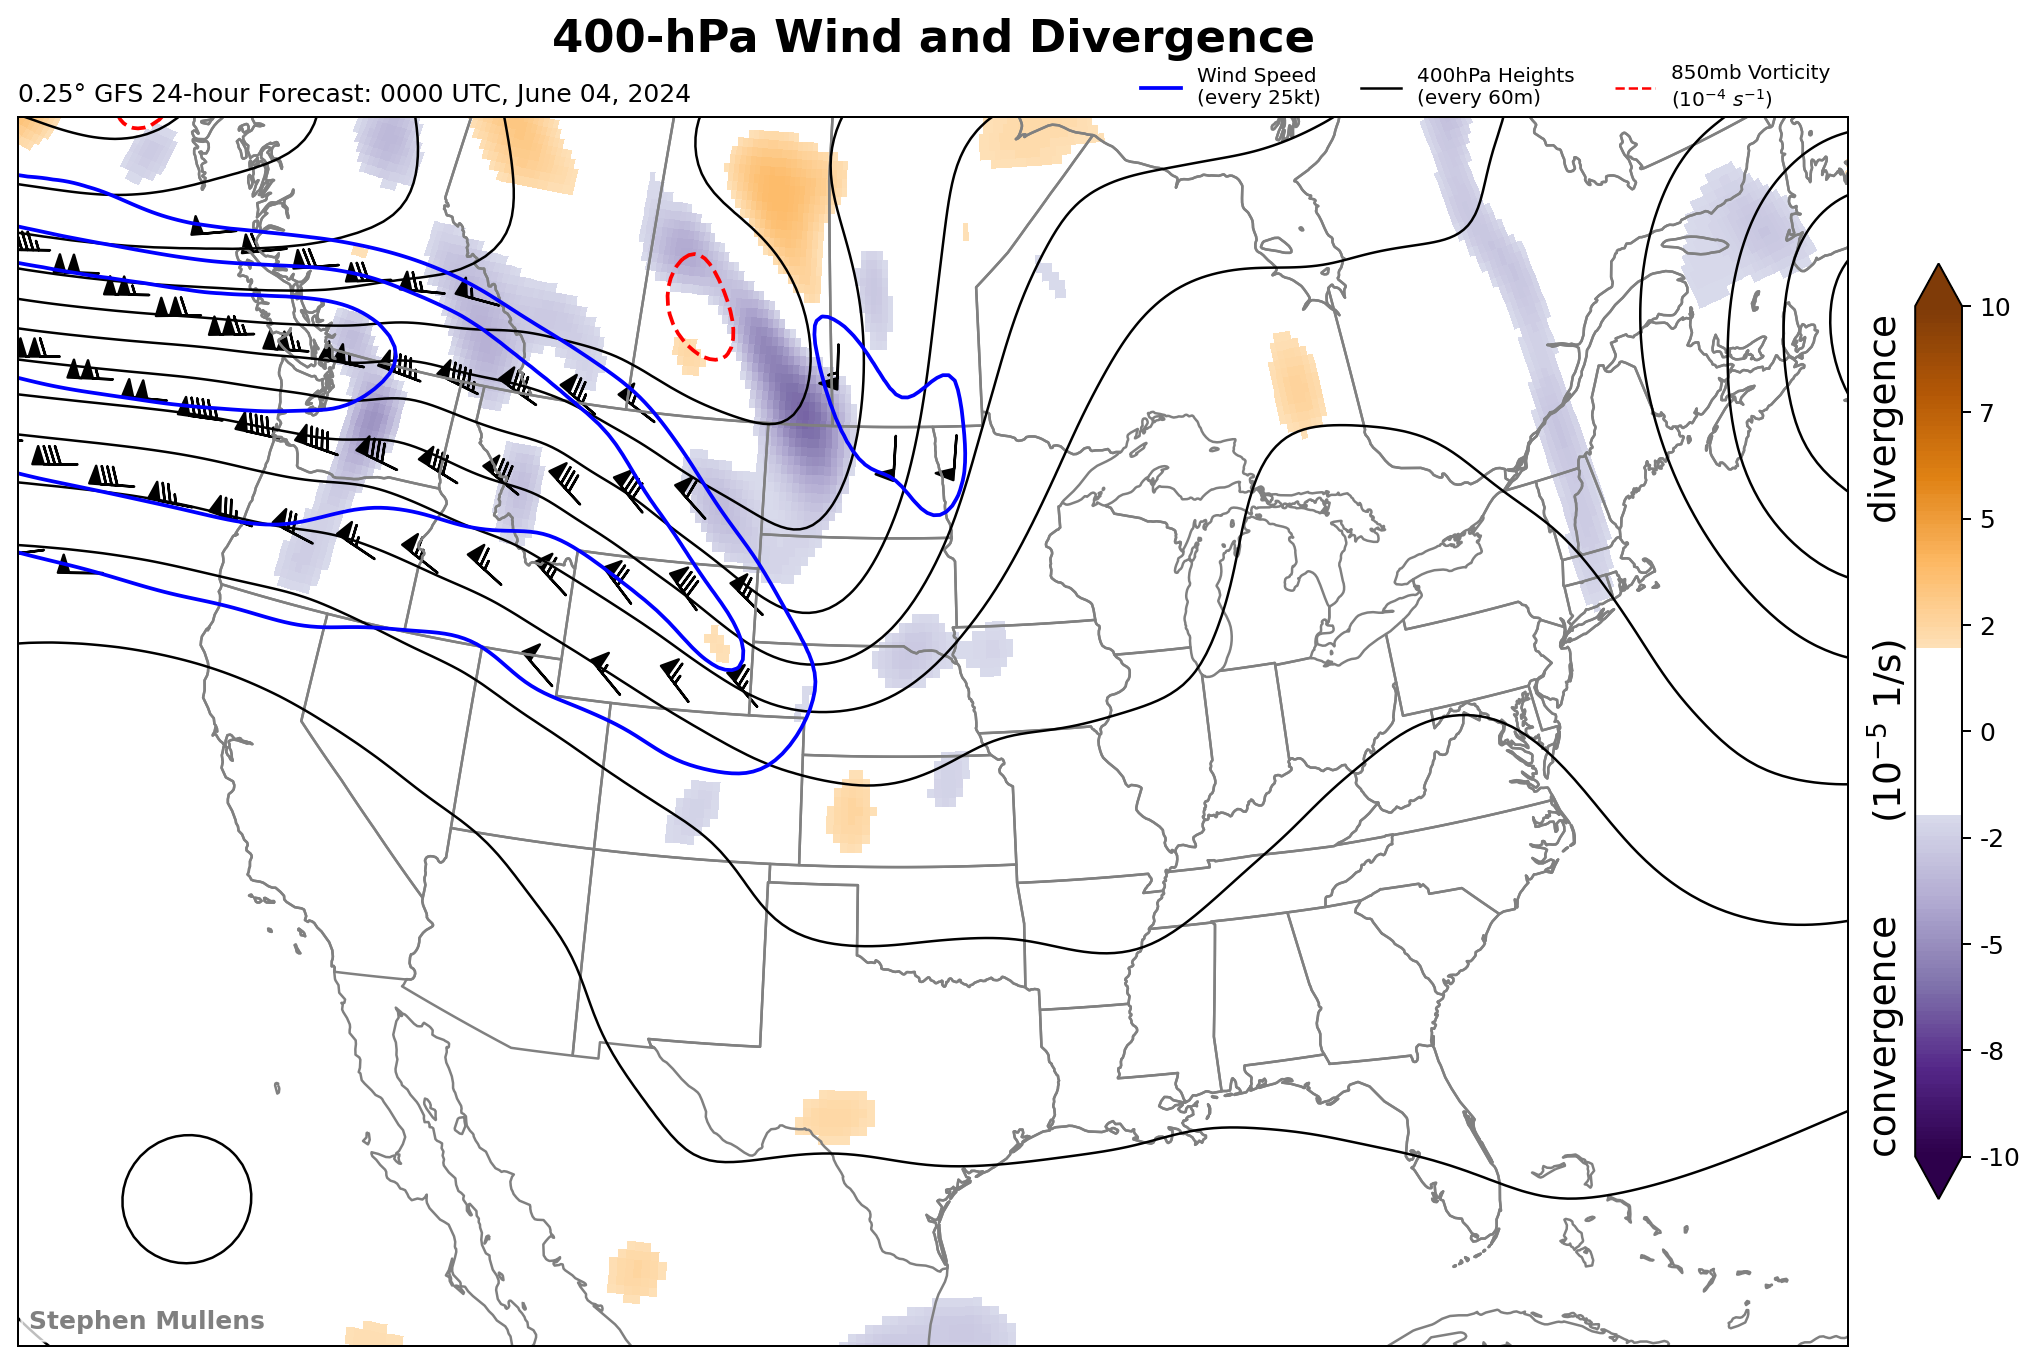 400-hPa Wind and Divergence
0.25° GFS 24-hour Forecast: 0000 UTC, June 04, 2024
Wind Speed
(every 25kt)
400hPa Heights
(every 60m)
850mb Vorticity
(10⁻⁴ s⁻¹)
10
7
5
2
0
-2
-5
-8
-10
convergence (10⁻⁵ 1/s) divergence
Stephen Mullens